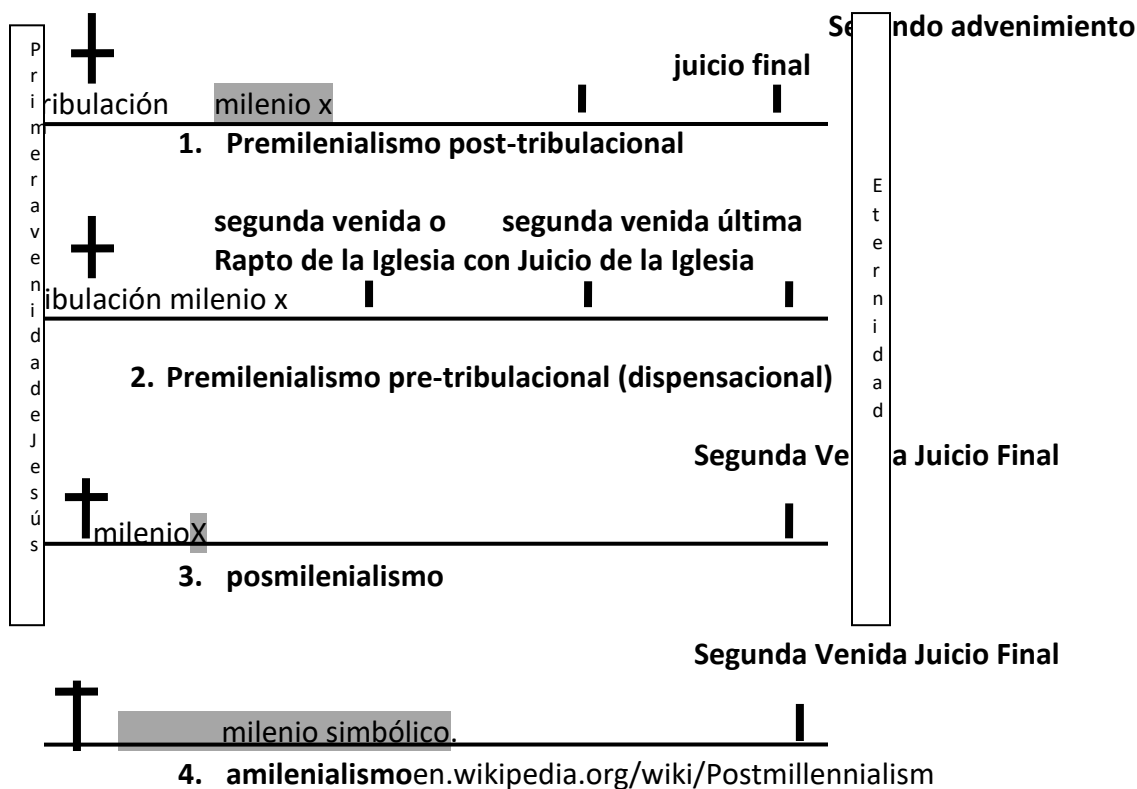 Primera venida de Jesús
Se ndo advenimiento
juicio final
ribulación milenio x
1. Premilenialismo post-tribulacional
Eternidad
segunda venida o segunda venida última
Rapto de la Iglesia con Juicio de la Iglesia
ibulación milenio x
2. Premilenialismo pre-tribulacional (dispensacional)
Segunda Ve a Juicio Final
milenioX
3. posmilenialismo
Segunda Venida Juicio Final
milenio simbólico.
4. amilenialismoen.wikipedia.org/wiki/Postmillennialism